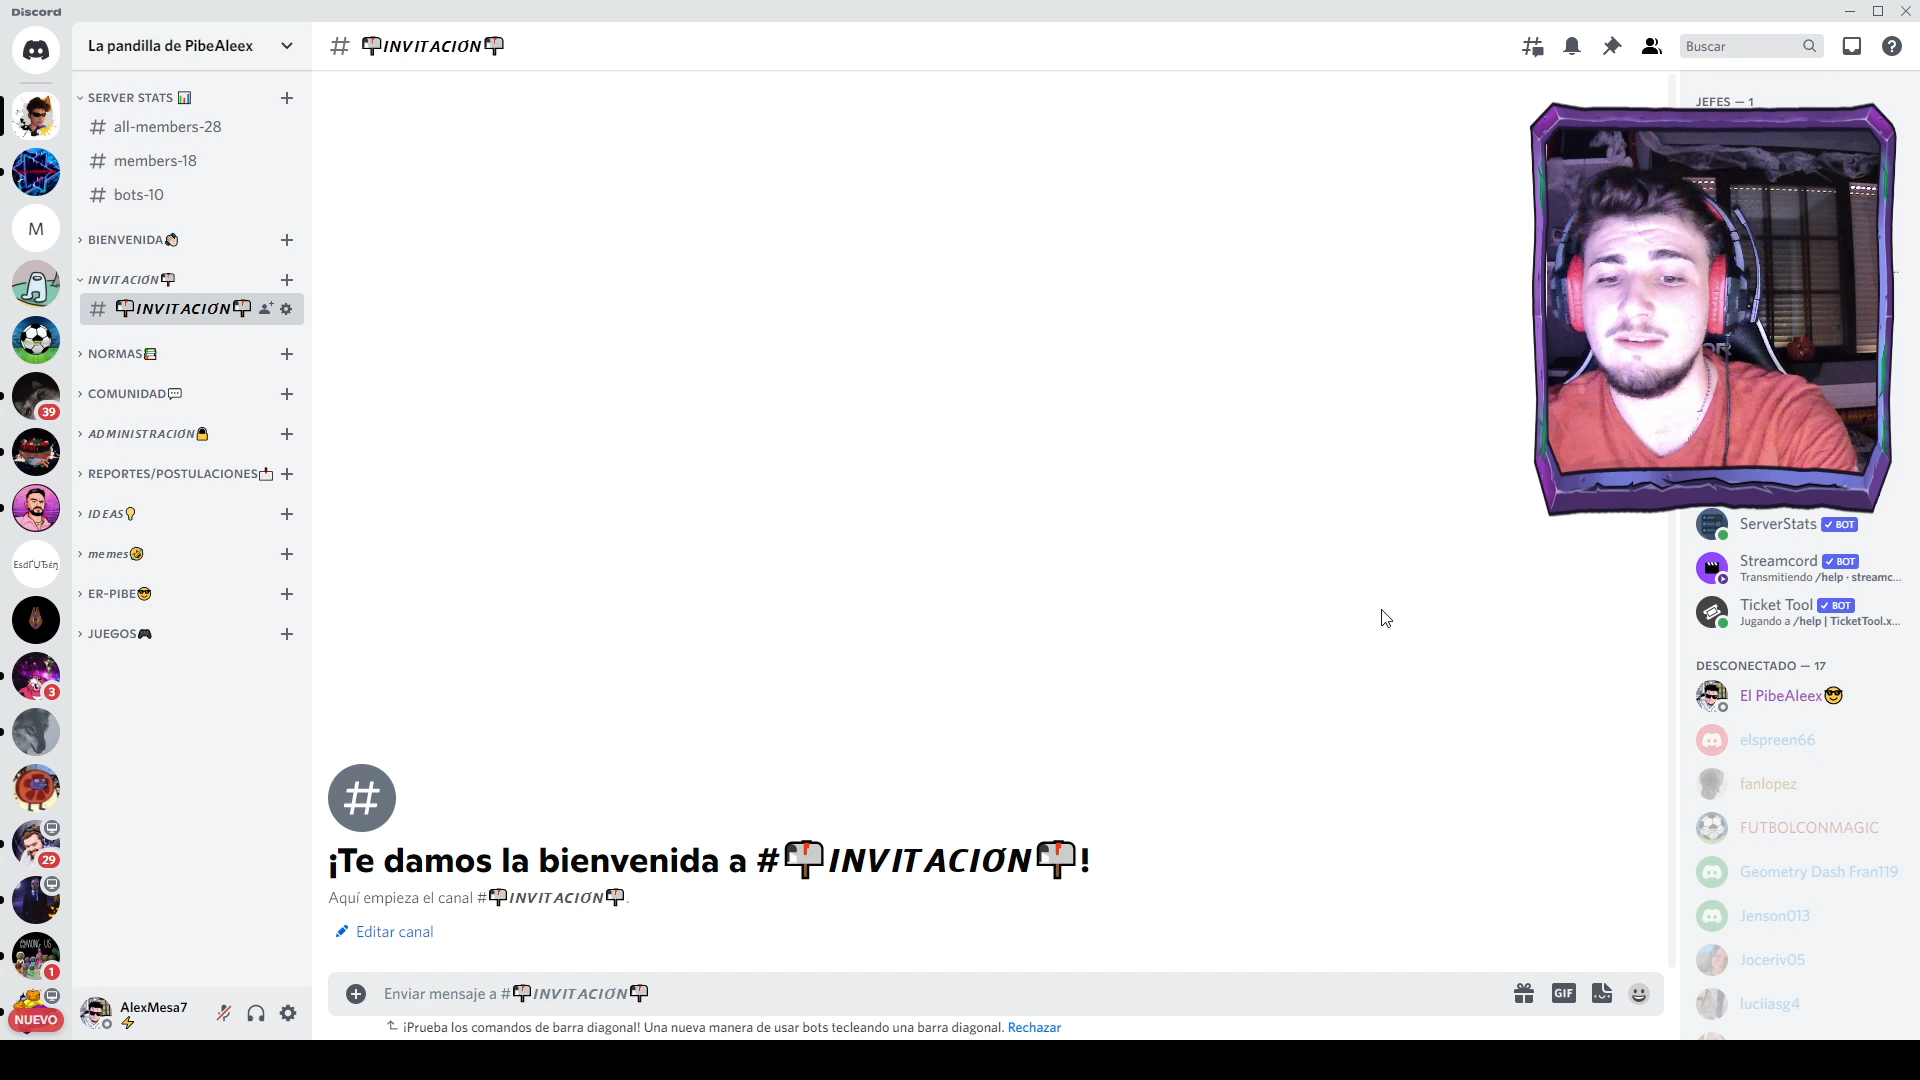 Discord
La pandilla de PibeAleex
# 📫INVITACIÓN📫
Buscar
SERVER STATS 📊
# all-members-28
# members-18
# bots-10
BIENVENIDA👋🏻
INVITACIÓN📫
# 📫INVITACIÓN📫
NORMAS📚
COMUNIDAD💬
ADMINISTRACIÓN🔒
REPORTES/POSTULACIONES📩
IDEAS💡
memes🤣
ER-PIBE😎
JUEGOS🎮
M
39
3
29
AMONG US
1
NUEVO
AlexMesa7
⚡
¡Te damos la bienvenida a #📫INVITACIÓN📫!
Aquí empieza el canal #📫INVITACIÓN📫.
Editar canal
Enviar mensaje a #📫INVITACIÓN📫
GIF
¡Prueba los comandos de barra diagonal! Una nueva manera de usar bots tecleando una barra diagonal. Rechazar
JEFES — 1
ServerStats ✓ BOT
Streamcord ✓ BOT
Transmitiendo /help · streamc...
Ticket Tool ✓ BOT
Jugando a /help | TicketTool.x...
DESCONECTADO — 17
El PibeAleex😎
elspreen66
fanlopez
FUTBOLCONMAGIC
Geometry Dash Fran119
Jenson013
Joceriv05
luciiasg4